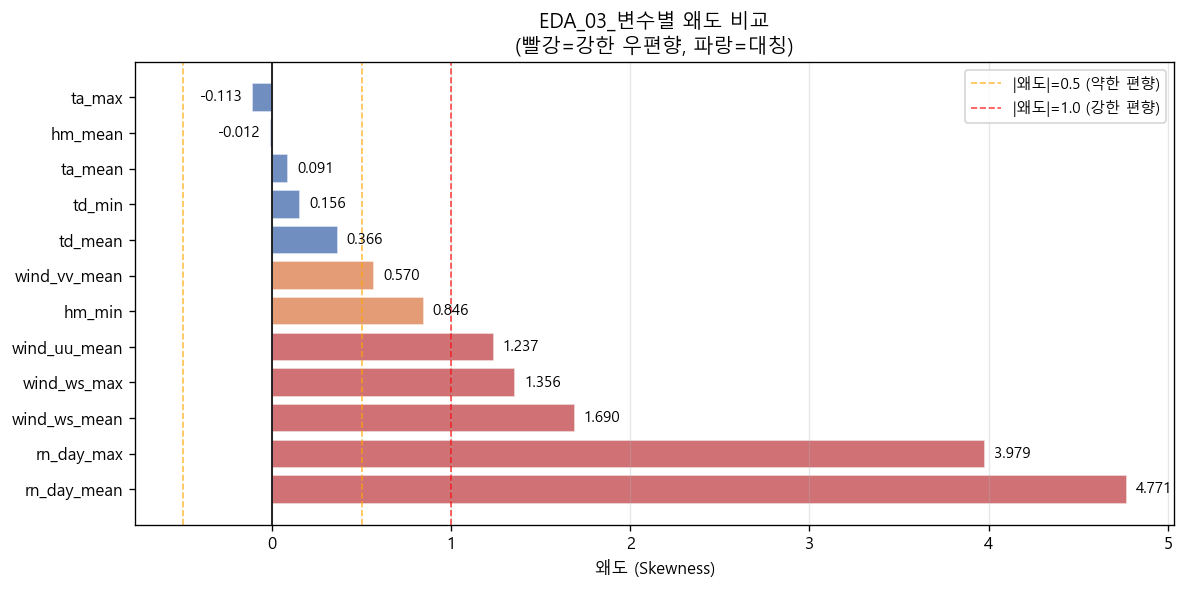 EDA_03_변수별 왜도 비교
(빨강=강한 우편향, 파랑=대칭)
|왜도|=0.5 (약한 편향)
|왜도|=1.0 (강한 편향)
ta_max -0.113
hm_mean -0.012
ta_mean 0.091
td_min 0.156
td_mean 0.366
wind_vv_mean 0.570
hm_min 0.846
wind_uu_mean 1.237
wind_ws_max 1.356
wind_ws_mean 1.690
rn_day_max 3.979
rn_day_mean 4.771
0 1 2 3 4 5
왜도 (Skewness)